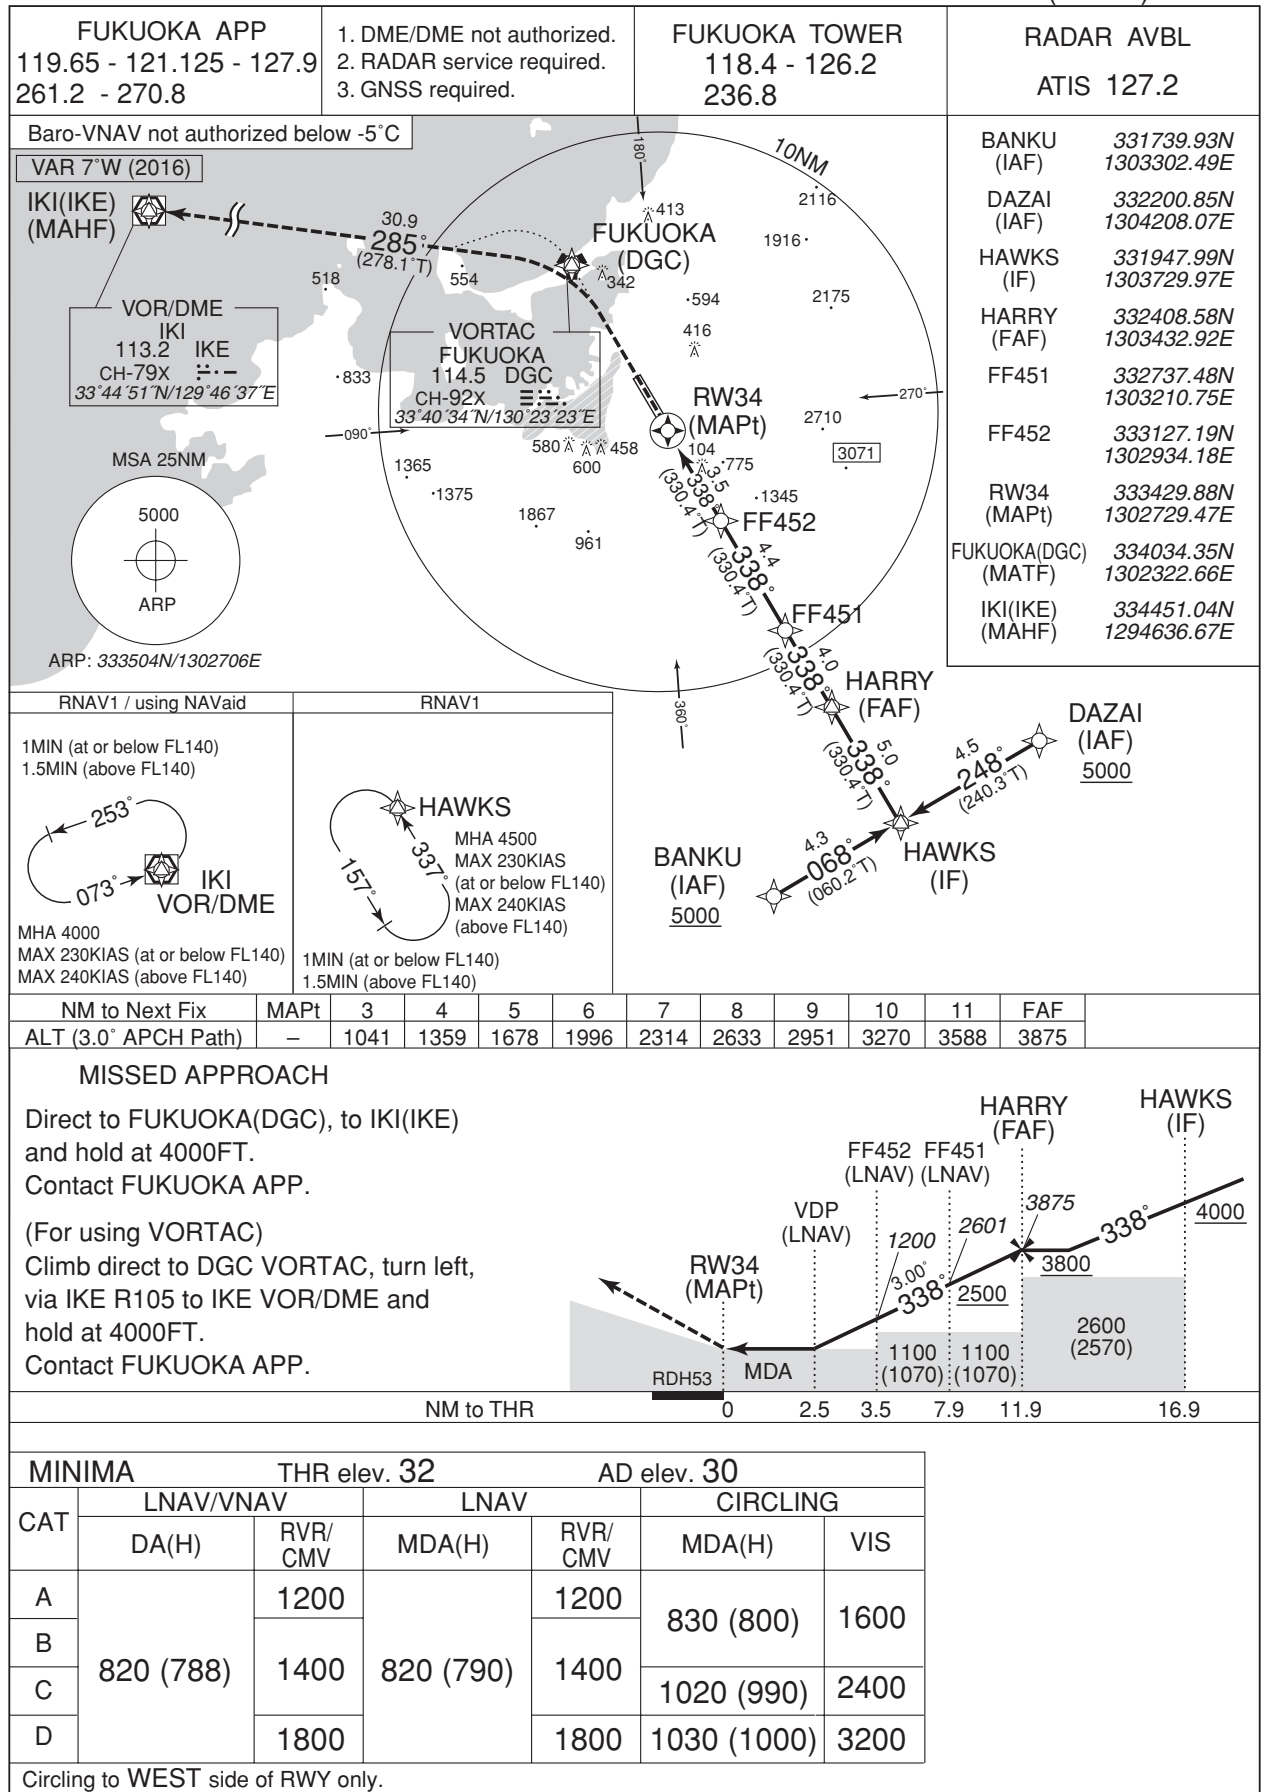 FUKUOKA APP
119.65 - 121.125 - 127.9
261.2 - 270.8
1. DME/DME not authorized.
2. RADAR service required.
3. GNSS required.
FUKUOKA TOWER
118.4 - 126.2
236.8
RADAR AVBL
ATIS 127.2
Baro-VNAV not authorized below -5˚C
VAR 7˚W (2016)
IKI(IKE)
(MAHF)
30.9
285˚
(278.1˚T)
180˚
10NM
2116
413
FUKUOKA
(DGC)
1916
342
518
554
594
2175
416
VOR/DME
IKI
113.2 IKE
CH-79X
33˚44´51˝N/129˚46´37˝E
VORTAC
FUKUOKA
114.5 DGC
CH-92X
33˚40´34˝N/130˚23´23˝E
833
RW34
(MAPt)
270˚
090˚
2710
580
458
600
104
775
3071
1365
1375
1345
1867
961
3.5
338˚
(330.4˚T)
FF452
4.4
338˚
(330.4˚T)
FF451
4.0
338˚
(330.4˚T)
HARRY
(FAF)
5.0
338˚
(330.4˚T)
360˚
DAZAI
(IAF)
5000
4.5
248˚
(240.3˚T)
HAWKS
(IF)
4.3
068˚
(060.2˚T)
BANKU
(IAF)
5000
MSA 25NM
5000
ARP
ARP: 333504N/1302706E
BANKU 331739.93N
(IAF) 1303302.49E
DAZAI 332200.85N
(IAF) 1304208.07E
HAWKS 331947.99N
(IF) 1303729.97E
HARRY 332408.58N
(FAF) 1303432.92E
FF451 332737.48N
1303210.75E
FF452 333127.19N
1302934.18E
RW34 333429.88N
(MAPt) 1302729.47E
FUKUOKA(DGC) 334034.35N
(MATF) 1302322.66E
IKI(IKE) 334451.04N
(MAHF) 1294636.67E
RNAV1 / using NAVaid
1MIN (at or below FL140)
1.5MIN (above FL140)
253˚
073˚
IKI
VOR/DME
MHA 4000
MAX 230KIAS (at or below FL140)
MAX 240KIAS (above FL140)
RNAV1
HAWKS
337˚
157˚
MHA 4500
MAX 230KIAS
(at or below FL140)
MAX 240KIAS
(above FL140)
1MIN (at or below FL140)
1.5MIN (above FL140)
NM to Next Fix MAPt 3 4 5 6 7 8 9 10 11 FAF
ALT (3.0˚ APCH Path) – 1041 1359 1678 1996 2314 2633 2951 3270 3588 3875
MISSED APPROACH
Direct to FUKUOKA(DGC), to IKI(IKE)
and hold at 4000FT.
Contact FUKUOKA APP.
(For using VORTAC)
Climb direct to DGC VORTAC, turn left,
via IKE R105 to IKE VOR/DME and
hold at 4000FT.
Contact FUKUOKA APP.
HARRY
(FAF)
HAWKS
(IF)
FF452 FF451
(LNAV) (LNAV)
VDP
(LNAV)
RW34
(MAPt)
1200
2601
3875
3.00˚
338˚
338˚
4000
3800
2500
2600
(2570)
1100 1100
(1070) (1070)
RDH53
MDA
NM to THR 0 2.5 3.5 7.9 11.9 16.9
MINIMA THR elev. 32 AD elev. 30
CAT LNAV/VNAV LNAV CIRCLING
DA(H) RVR/ CMV MDA(H) RVR/ CMV MDA(H) VIS
A 1200 1200
830 (800) 1600
B
820 (788) 1400 820 (790) 1400
C 1020 (990) 2400
D 1800 1800 1030 (1000) 3200
Circling to WEST side of RWY only.